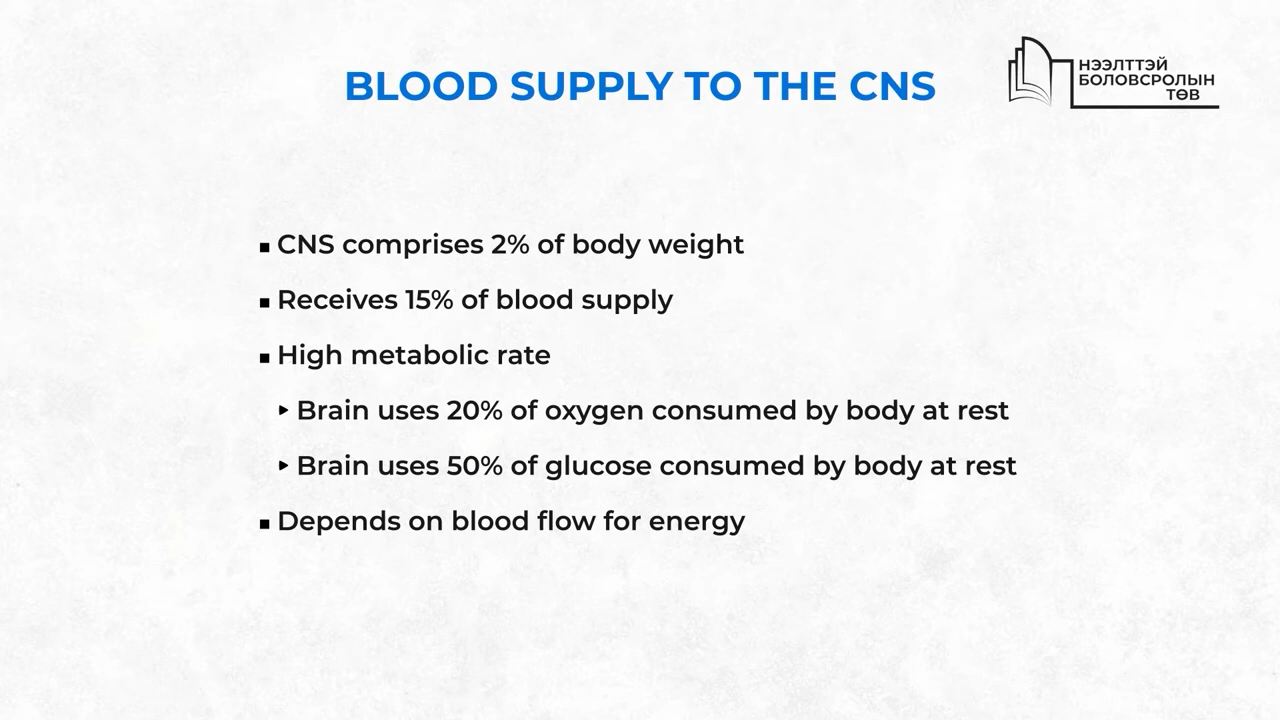 BLOOD SUPPLY TO THE CNS
НЭЭЛТТЭЙ
БОЛОВСРОЛЫН
ТӨВ
▪ CNS comprises 2% of body weight
▪ Receives 15% of blood supply
▪ High metabolic rate
‣ Brain uses 20% of oxygen consumed by body at rest
‣ Brain uses 50% of glucose consumed by body at rest
▪ Depends on blood flow for energy